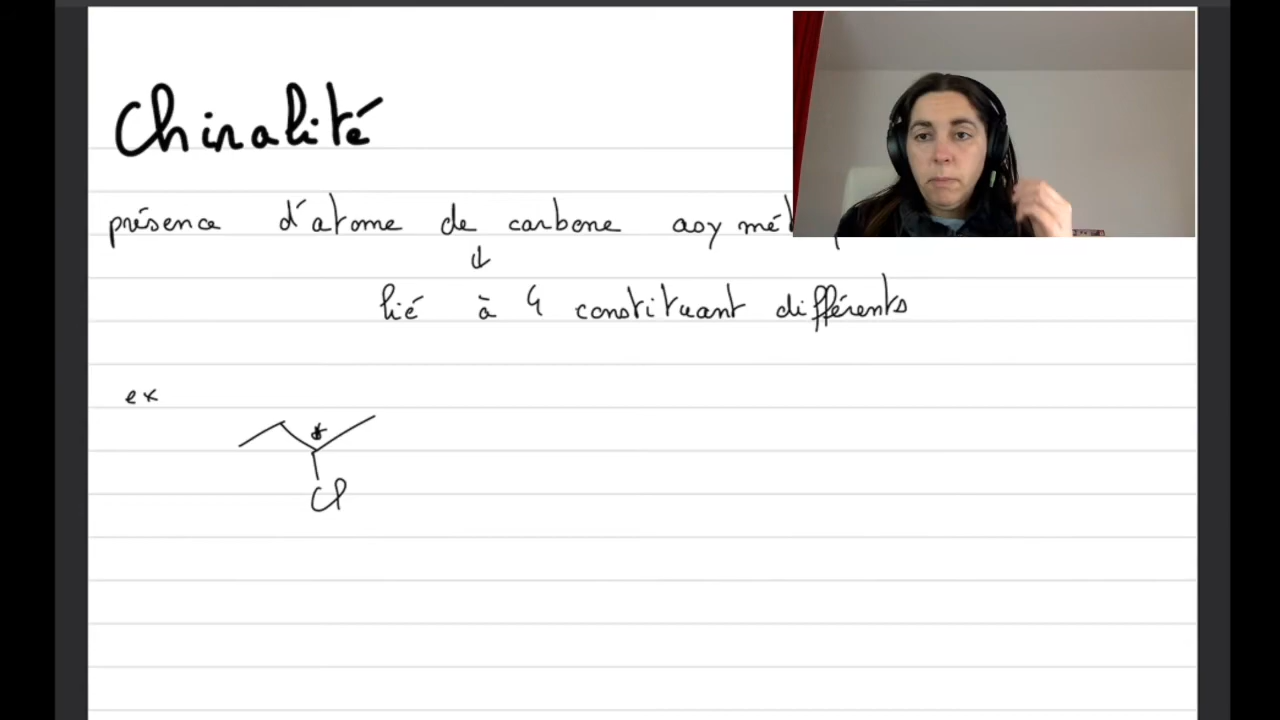 Chiralité
présence d'atome de carbone asymét
↓
lié à 4 constituant différents
ex
*
Cl